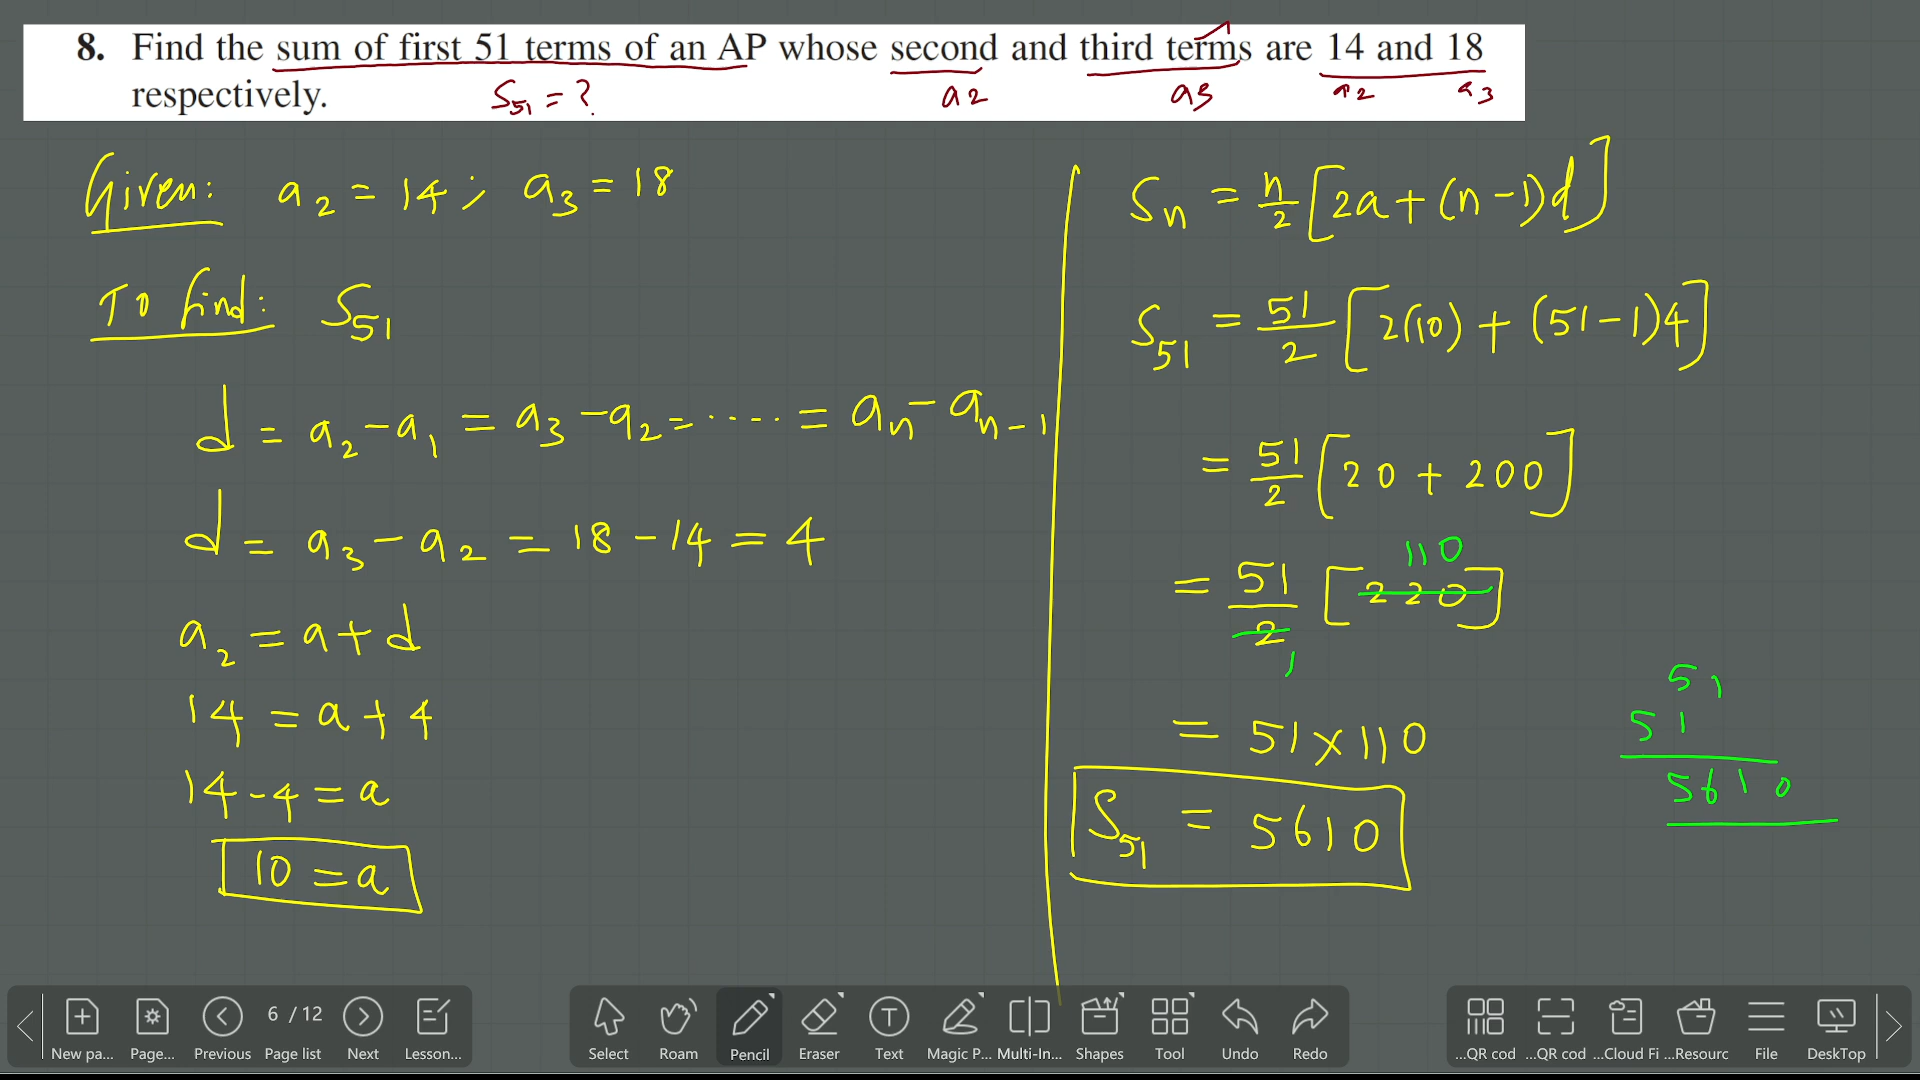 8. Find the sum of first 51 terms of an AP whose second and third terms are 14 and 18
respectively.
S51 = ?
a2
a3
a2
a3
Given: a2 = 14; a3 = 18
To find: S51
d = a2 - a1 = a3 - a2 = ..... = an - an-1
d = a3 - a2 = 18 - 14 = 4
a2 = a + d
14 = a + 4
14 - 4 = a
10 = a
Sn = n/2 [2a + (n-1)d]
S51 = 51/2 [2(10) + (51-1)4]
= 51/2 [20 + 200]
110
= 51/2 [220]
1
= 51 x 110
S51 = 5610
51
51
5610
New pa...
Page...
Previous
6 / 12
Page list
Next
Lesson...
Select
Roam
Pencil
Eraser
Text
Magic P...
Multi-In...
Shapes
Tool
Undo
Redo
...QR cod
...QR cod
...Cloud Fi
...Resourc
File
DeskTop